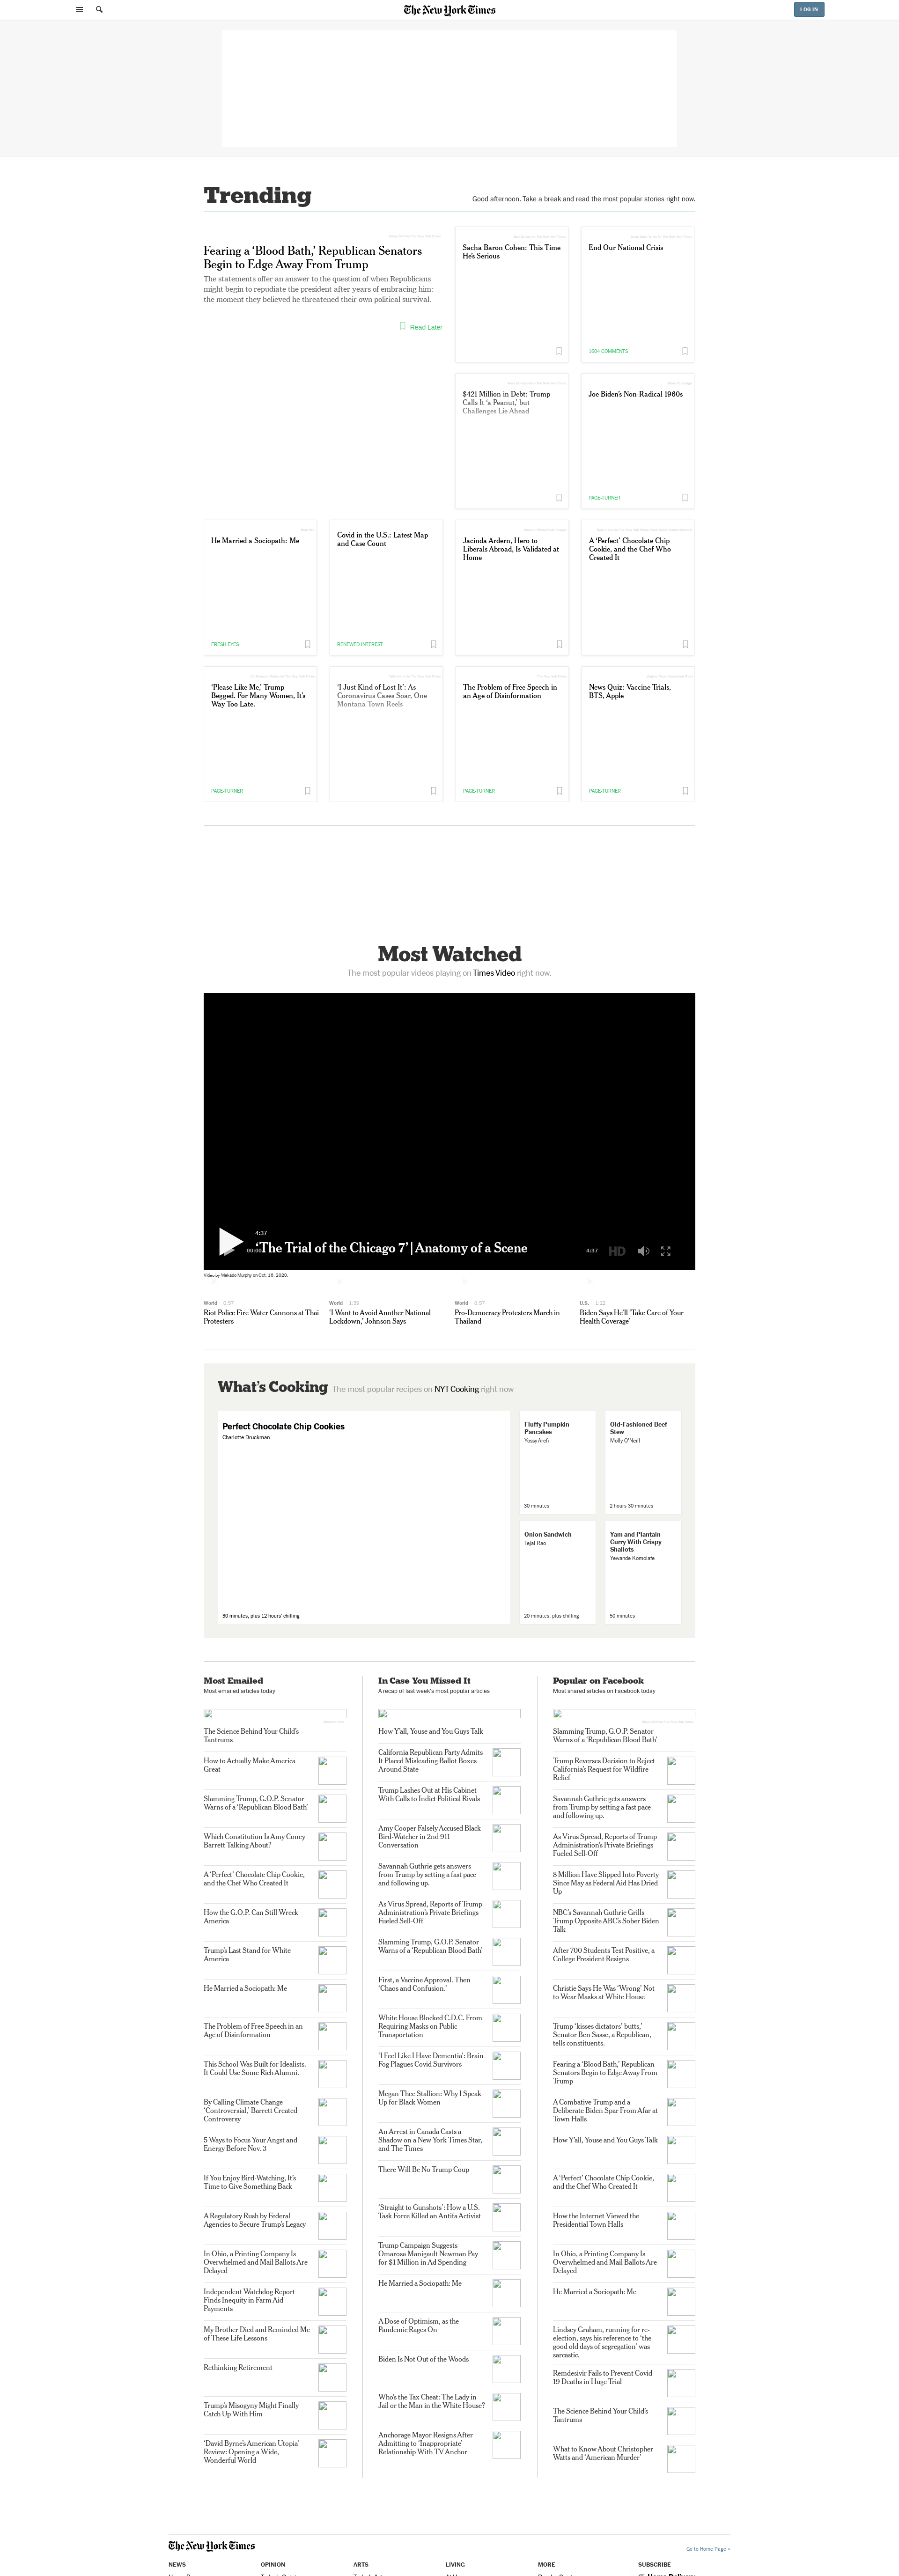 The New York Times
LOG IN
Trending
Good afternoon. Take a break and read the most popular stories right now.
Fearing a ‘Blood Bath,’ Republican Senators
Begin to Edge Away From Trump
The statements offer an answer to the question of when Republicans
might begin to repudiate the president after years of embracing him:
the moment they believed he threatened their own political survival.
Read Later
Sacha Baron Cohen: This Time
He’s Serious
End Our National Crisis
1604 COMMENTS
$421 Million in Debt: Trump
Calls It ‘a Peanut,’ but
Challenges Lie Ahead
Joe Biden’s Non-Radical 1960s
PAGE-TURNER
He Married a Sociopath: Me
FRESH EYES
Covid in the U.S.: Latest Map
and Case Count
RENEWED INTEREST
Jacinda Ardern, Hero to
Liberals Abroad, Is Validated at
Home
A ‘Perfect’ Chocolate Chip
Cookie, and the Chef Who
Created It
‘Please Like Me,’ Trump
Begged. For Many Women, It’s
Way Too Late.
PAGE-TURNER
‘I Just Kind of Lost It’: As
Coronavirus Cases Soar, One
Montana Town Reels
The Problem of Free Speech in
an Age of Disinformation
PAGE-TURNER
News Quiz: Vaccine Trials,
BTS, Apple
PAGE-TURNER
Most Watched
The most popular videos playing on Times Video right now.
4:37
‘The Trial of the Chicago 7’ | Anatomy of a Scene
00:00
4:37
HD
Mekado Murphy on Oct. 16, 2020.
World 0:37
Riot Police Fire Water Cannons at Thai
Protesters
World 1:39
‘I Want to Avoid Another National
Lockdown,’ Johnson Says
World 0:57
Pro-Democracy Protesters March in
Thailand
U.S. 1:22
Biden Says He’ll ‘Take Care of Your
Health Coverage’
What’s Cooking
The most popular recipes on NYT Cooking right now
Perfect Chocolate Chip Cookies
Charlotte Druckman
30 minutes, plus 12 hours’ chilling
Fluffy Pumpkin
Pancakes
Yossy Arefi
30 minutes
Old-Fashioned Beef
Stew
Molly O’Neill
2 hours 30 minutes
Onion Sandwich
Tejal Rao
20 minutes, plus chilling
Yam and Plantain
Curry With Crispy
Shallots
Yewande Komolafe
50 minutes
Most Emailed
Most emailed articles today
The Science Behind Your Child’s
Tantrums
How to Actually Make America
Great
Slamming Trump, G.O.P. Senator
Warns of a ‘Republican Blood Bath’
Which Constitution Is Amy Coney
Barrett Talking About?
A ‘Perfect’ Chocolate Chip Cookie,
and the Chef Who Created It
How the G.O.P. Can Still Wreck
America
Trump’s Last Stand for White
America
He Married a Sociopath: Me
The Problem of Free Speech in an
Age of Disinformation
This School Was Built for Idealists.
It Could Use Some Rich Alumni.
By Calling Climate Change
‘Controversial,’ Barrett Created
Controversy
5 Ways to Focus Your Angst and
Energy Before Nov. 3
If You Enjoy Bird-Watching, It’s
Time to Give Something Back
A Regulatory Rush by Federal
Agencies to Secure Trump’s Legacy
In Ohio, a Printing Company Is
Overwhelmed and Mail Ballots Are
Delayed
Independent Watchdog Report
Finds Inequity in Farm Aid
Payments
My Brother Died and Reminded Me
of These Life Lessons
Rethinking Retirement
Trump’s Misogyny Might Finally
Catch Up With Him
‘David Byrne’s American Utopia’
Review: Opening a Wide,
Wonderful World
In Case You Missed It
A recap of last week’s most popular articles
How Y’all, Youse and You Guys Talk
California Republican Party Admits
It Placed Misleading Ballot Boxes
Around State
Trump Lashes Out at His Cabinet
With Calls to Indict Political Rivals
Amy Cooper Falsely Accused Black
Bird-Watcher in 2nd 911
Conversation
Savannah Guthrie gets answers
from Trump by setting a fast pace
and following up.
As Virus Spread, Reports of Trump
Administration’s Private Briefings
Fueled Sell-Off
Slamming Trump, G.O.P. Senator
Warns of a ‘Republican Blood Bath’
First, a Vaccine Approval. Then
‘Chaos and Confusion.’
White House Blocked C.D.C. From
Requiring Masks on Public
Transportation
‘I Feel Like I Have Dementia’: Brain
Fog Plagues Covid Survivors
Megan Thee Stallion: Why I Speak
Up for Black Women
An Arrest in Canada Casts a
Shadow on a New York Times Star,
and The Times
There Will Be No Trump Coup
‘Straight to Gunshots’: How a U.S.
Task Force Killed an Antifa Activist
Trump Campaign Suggests
Omarosa Manigault Newman Pay
for $1 Million in Ad Spending
He Married a Sociopath: Me
A Dose of Optimism, as the
Pandemic Rages On
Biden Is Not Out of the Woods
Who’s the Tax Cheat: The Lady in
Jail or the Man in the White House?
Anchorage Mayor Resigns After
Admitting to ‘Inappropriate’
Relationship With TV Anchor
Popular on Facebook
Most shared articles on Facebook today
Slamming Trump, G.O.P. Senator
Warns of a ‘Republican Blood Bath’
Trump Reverses Decision to Reject
California’s Request for Wildfire
Relief
Savannah Guthrie gets answers
from Trump by setting a fast pace
and following up.
As Virus Spread, Reports of Trump
Administration’s Private Briefings
Fueled Sell-Off
8 Million Have Slipped Into Poverty
Since May as Federal Aid Has Dried
Up
NBC’s Savannah Guthrie Grills
Trump Opposite ABC’s Sober Biden
Talk
After 700 Students Test Positive, a
College President Resigns
Christie Says He Was ‘Wrong’ Not
to Wear Masks at White House
Trump ‘kisses dictators’ butts,’
Senator Ben Sasse, a Republican,
tells constituents.
Fearing a ‘Blood Bath,’ Republican
Senators Begin to Edge Away From
Trump
A Combative Trump and a
Deliberate Biden Spar From Afar at
Town Halls
How Y’all, Youse and You Guys Talk
A ‘Perfect’ Chocolate Chip Cookie,
and the Chef Who Created It
How the Internet Viewed the
Presidential Town Halls
In Ohio, a Printing Company Is
Overwhelmed and Mail Ballots Are
Delayed
He Married a Sociopath: Me
Lindsey Graham, running for re-
election, says his reference to ‘the
good old days of segregation’ was
sarcastic.
Remdesivir Fails to Prevent Covid-
19 Deaths in Huge Trial
The Science Behind Your Child’s
Tantrums
What to Know About Christopher
Watts and ‘American Murder’
The New York Times
Go to Home Page »
NEWS
OPINION
ARTS
LIVING
MORE
SUBSCRIBE